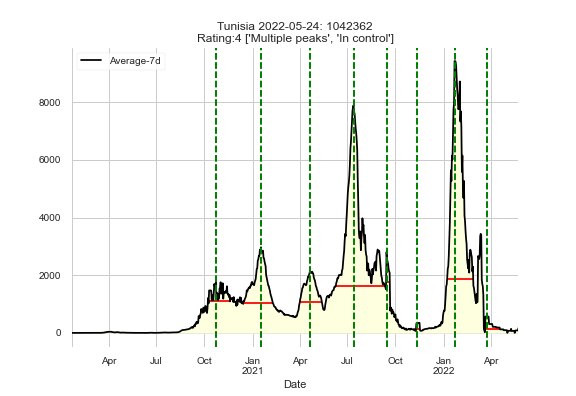 Tunisia 2022-05-24: 1042362
Rating:4 ['Multiple peaks', 'In control']
Average-7d
8000
6000
4000
2000
0
Apr Jul Oct Jan Apr Jul Oct Jan Apr
2021 2022
Date